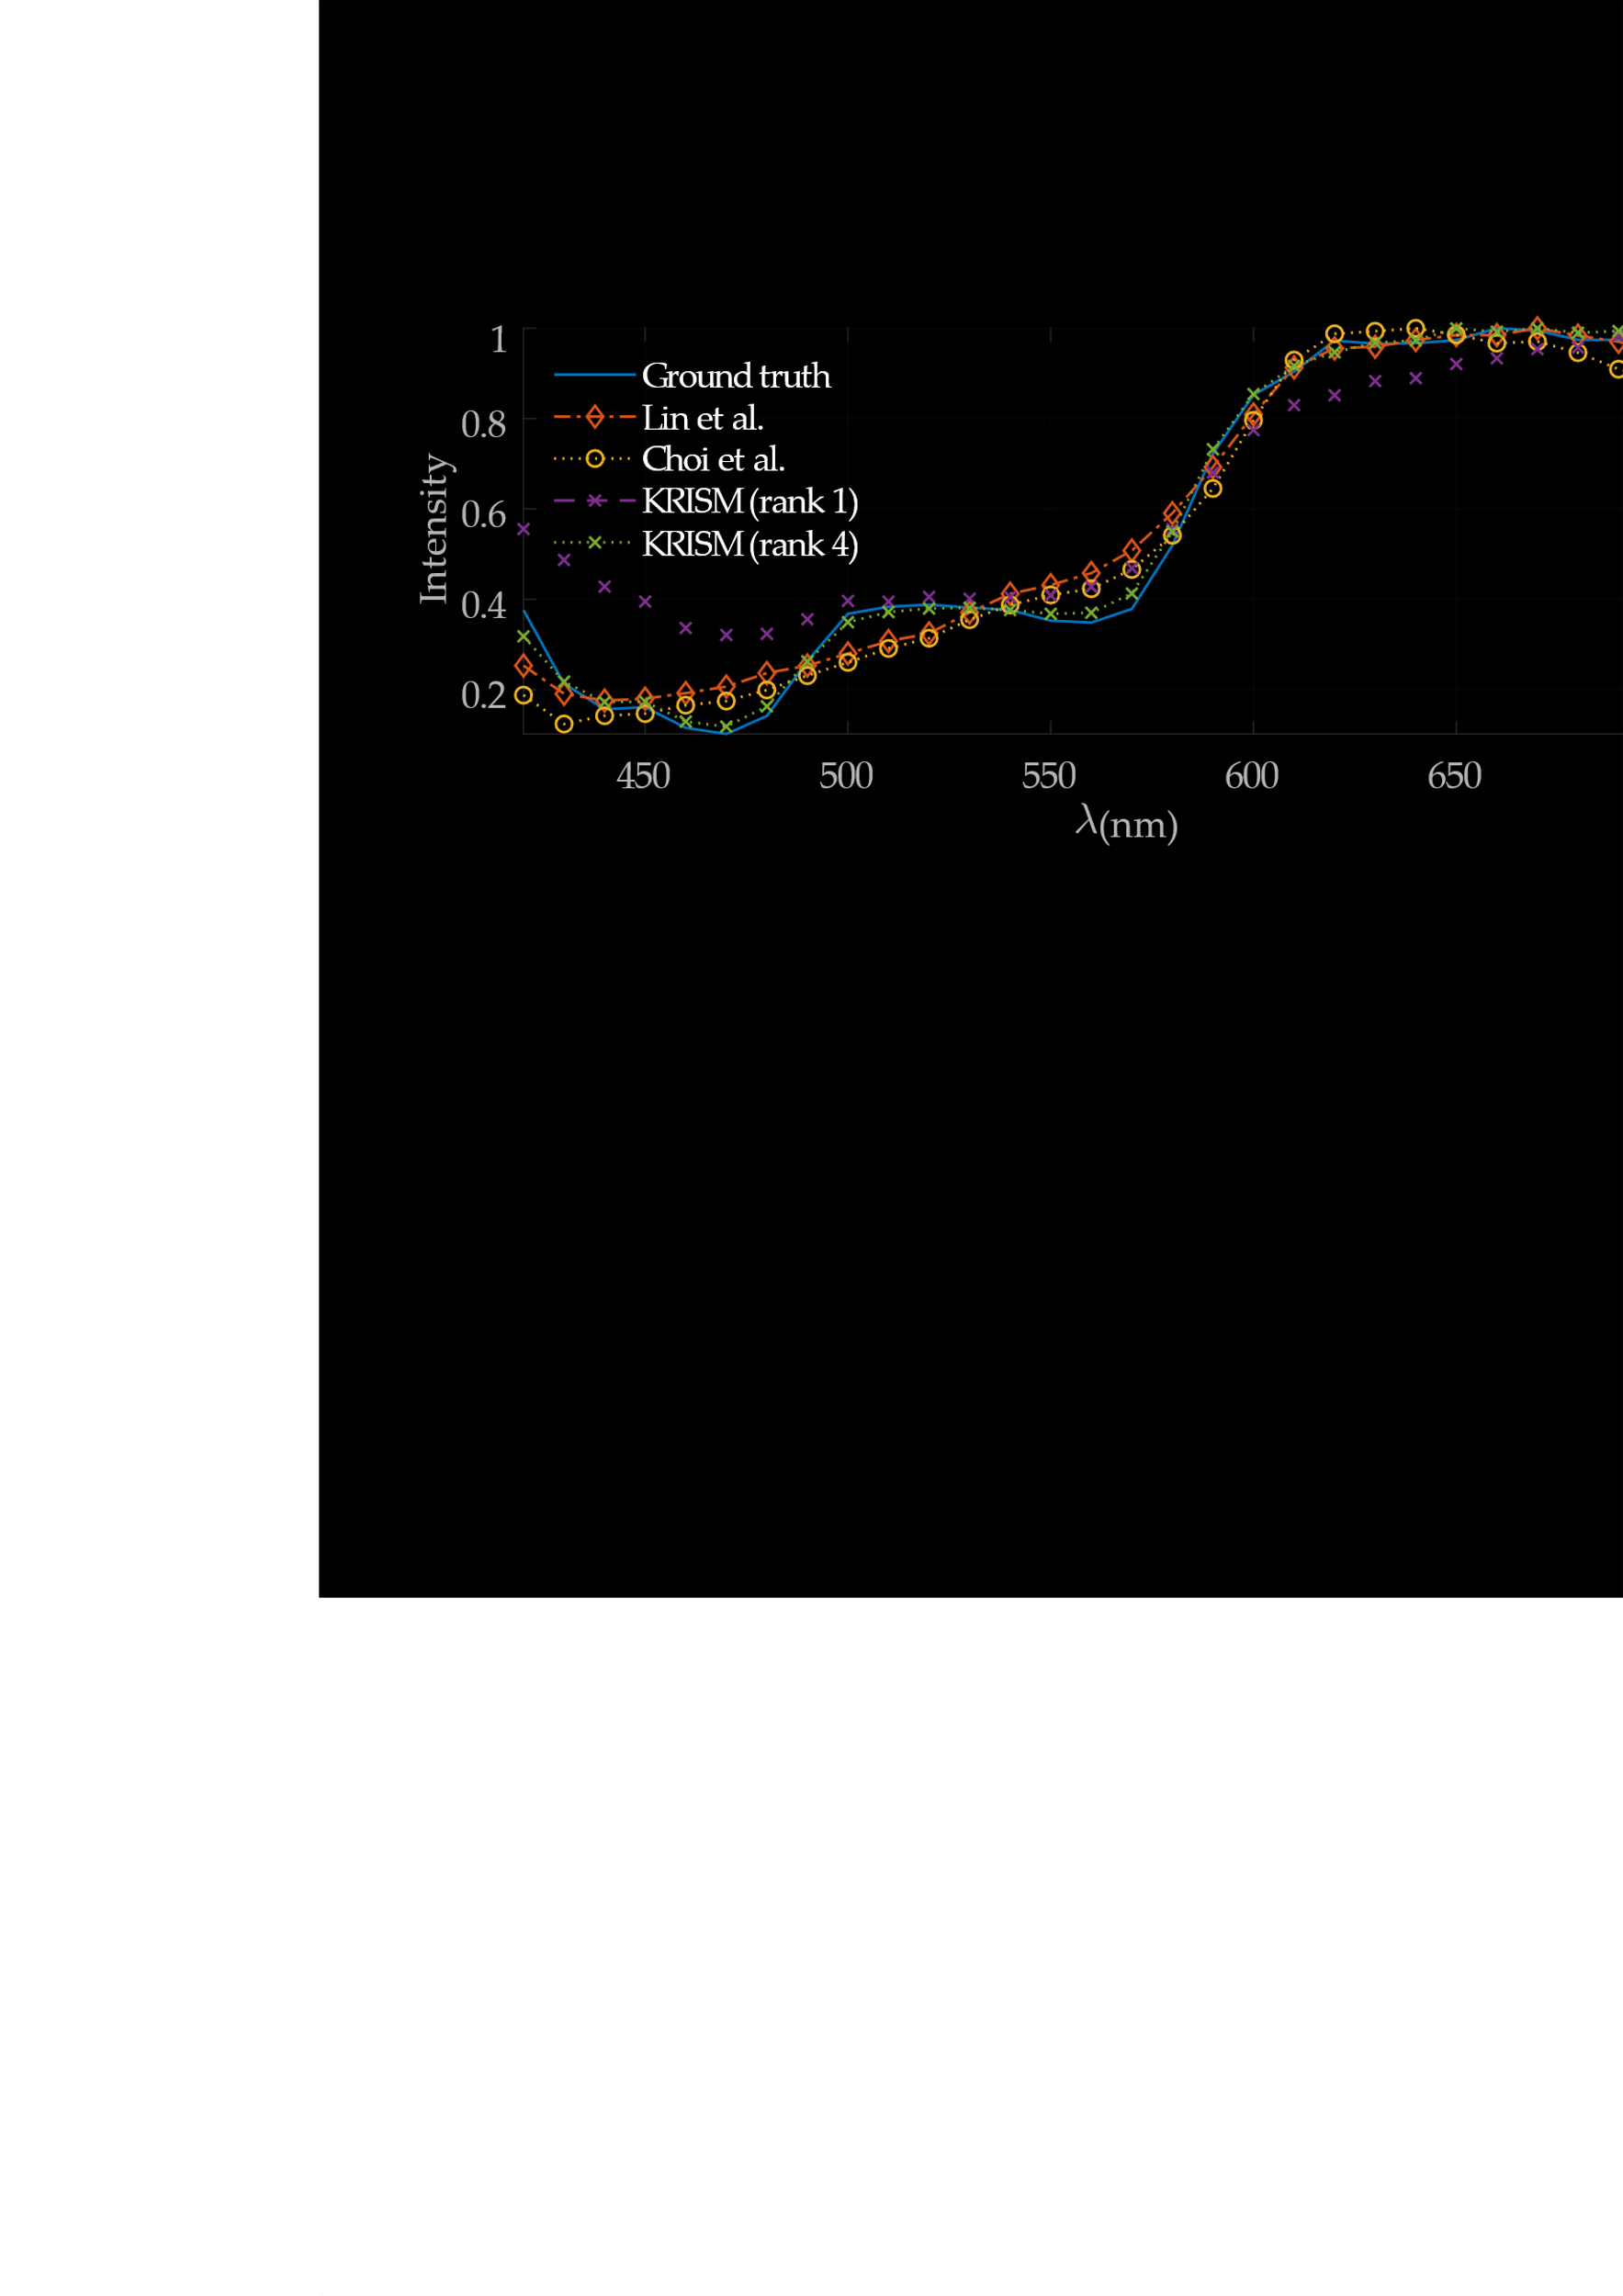 1
0.8
0.6
0.4
0.2
Intensity
Ground truth
Lin et al.
Choi et al.
KRISM (rank 1)
KRISM (rank 4)
450 500 550 600 650
λ(nm)